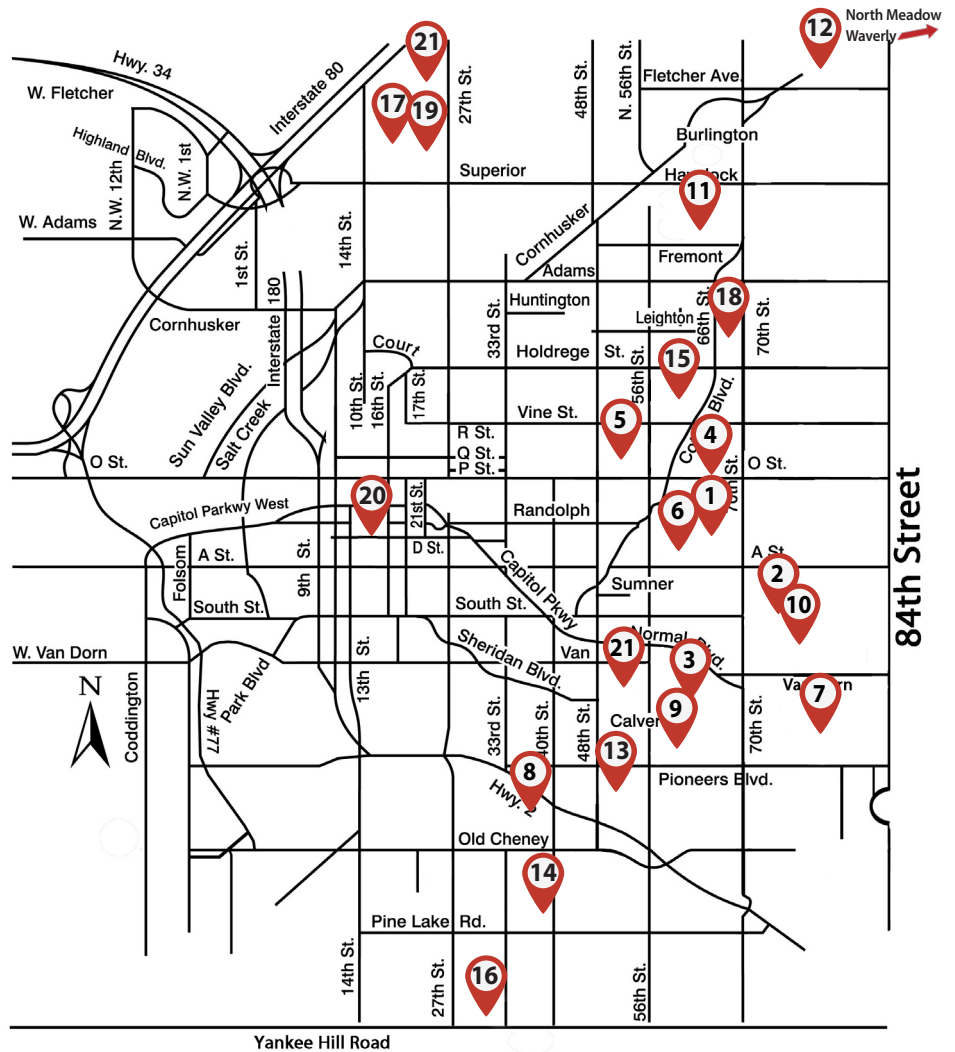 12
North Meadow
Waverly
21
Hwy. 34
Interstate 80
27th St.
48th St.
N. 56th St.
Fletcher Ave.
W. Fletcher
17
19
Highland Blvd.
N.W. 12th
N.W. 1st
Burlington
Superior
11
W. Adams
1st St.
14th St.
Cornhusker
Fremont
Adams
Interstate 180
Huntington
18
Cornhusker
33rd St.
Leighton
66th St.
70th St.
Court
Holdrege St.
15
56th St.
Sun Valley Blvd.
Salt Creek
10th St.
16th St.
17th St.
Vine St.
5
Blvd.
4
R St.
Q St.
P St.
O St.
O St.
20
21st St.
1
6
Capitol Parkwy West
Randolph
D St.
84th Street
Folsom
A St.
9th St.
Capitol Pkwy
A St.
2
Sumner
10
South St.
South St.
Normal Blvd.
W. Van Dorn
13th St.
Sheridan Blvd.
Van
21
3
7
N
Coddington
Hwy #77
Park Blvd
33rd St.
40th St.
48th St.
Calver
9
70th St.
13
8
Pioneers Blvd.
Hwy. 2
Old Cheney
14
Pine Lake Rd.
14th St.
27th St.
16
56th St.
Yankee Hill Road